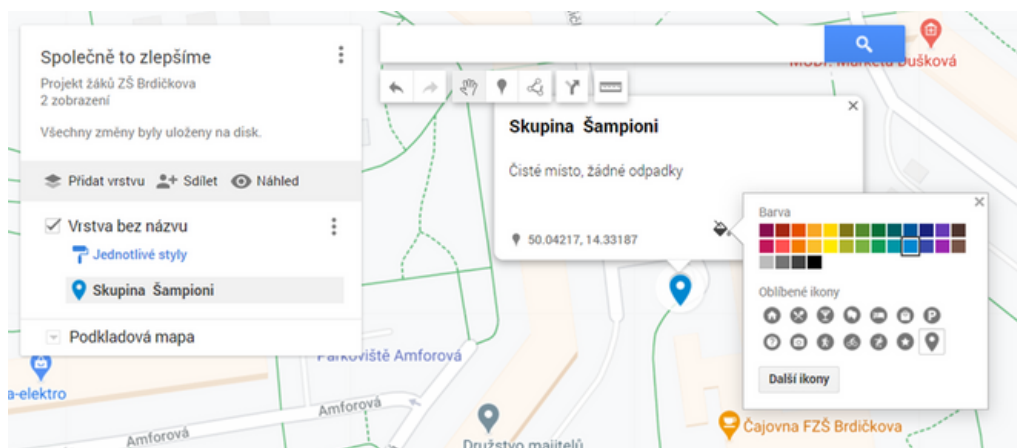 Společně to zlepšíme
Projekt žáků ZŠ Brdičkova
2 zobrazení
Všechny změny byly uloženy na disk.
Přidat vrstvu Sdílet Náhled
Vrstva bez názvu
Jednotlivé styly
Skupina Šampioni
Podkladová mapa
Dušková
Skupina Šampioni
Čisté místo, žádné odpadky
50.04217, 14.33187
Barva
Oblíbené ikony
Další ikony
Parkoviště Amforová
a-elektro
Amforová
Amforová
Družstvo majitelů
Čajovna FZŠ Brdičkova